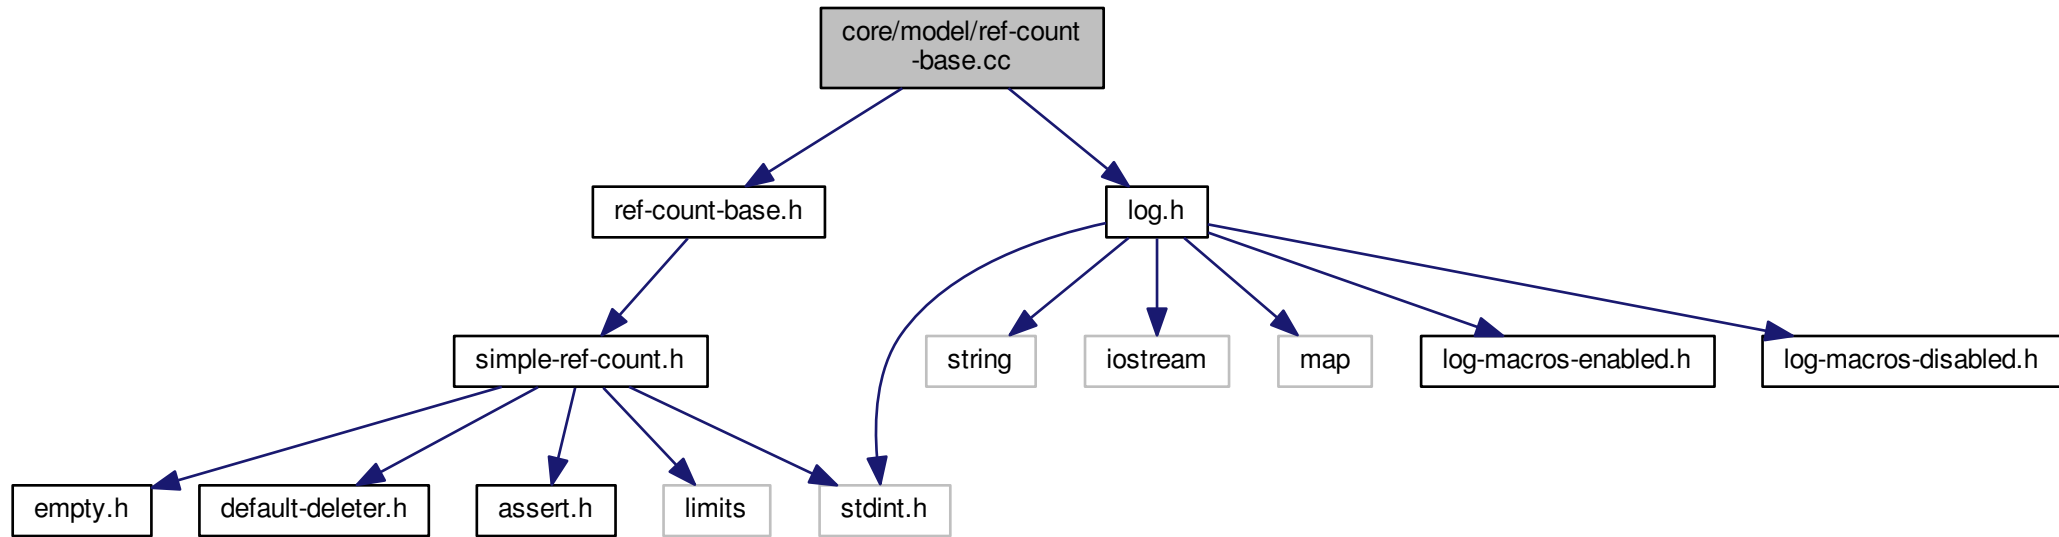 core/model/ref-count
-base.cc
ref-count-base.h
log.h
simple-ref-count.h
string
iostream
map
log-macros-enabled.h
log-macros-disabled.h
empty.h
default-deleter.h
assert.h
limits
stdint.h